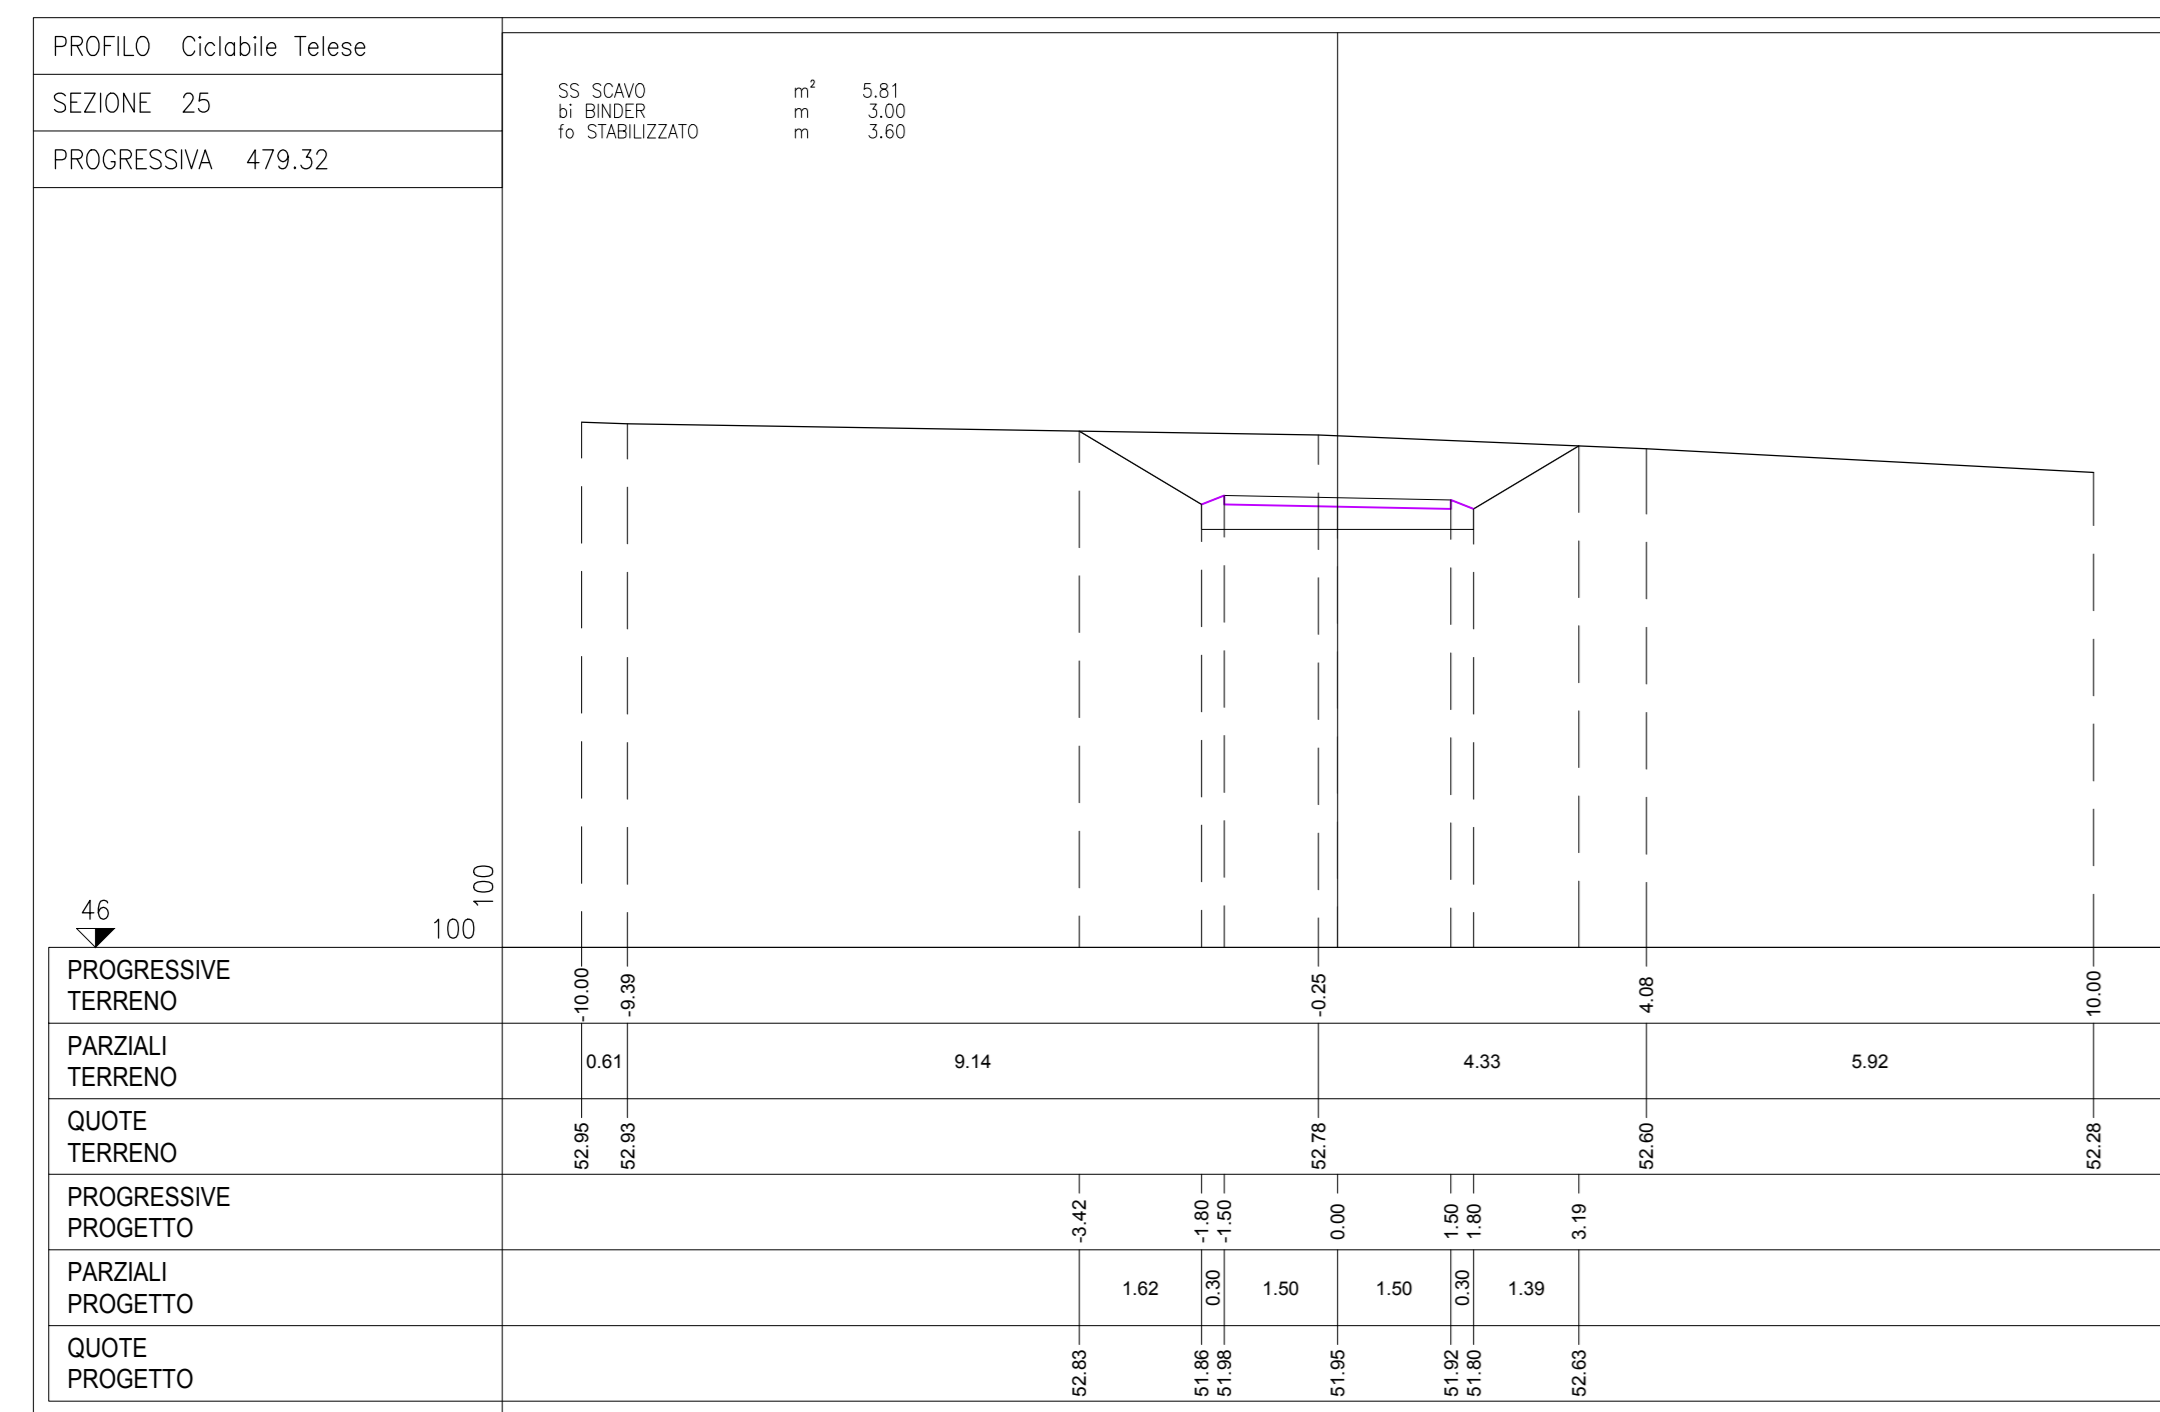 PROFILO Ciclabile Telese
SEZIONE 25
PROGRESSIVA 479.32
SS SCAVO m² 5.81
bi BINDER m 3.00
fo STABILIZZATO m 3.60
46
100
100
PROGRESSIVE
TERRENO
-10.00 -9.39 -0.25 4.08 10.00
PARZIALI
TERRENO
0.61 9.14 4.33 5.92
QUOTE
TERRENO
52.95 52.93 52.78 52.60 52.28
PROGRESSIVE
PROGETTO
-3.42 -1.80 -1.50 0.00 1.50 1.80 3.19
PARZIALI
PROGETTO
1.62 0.30 1.50 1.50 0.30 1.39
QUOTE
PROGETTO
52.83 51.86 51.98 51.95 51.92 51.80 52.63